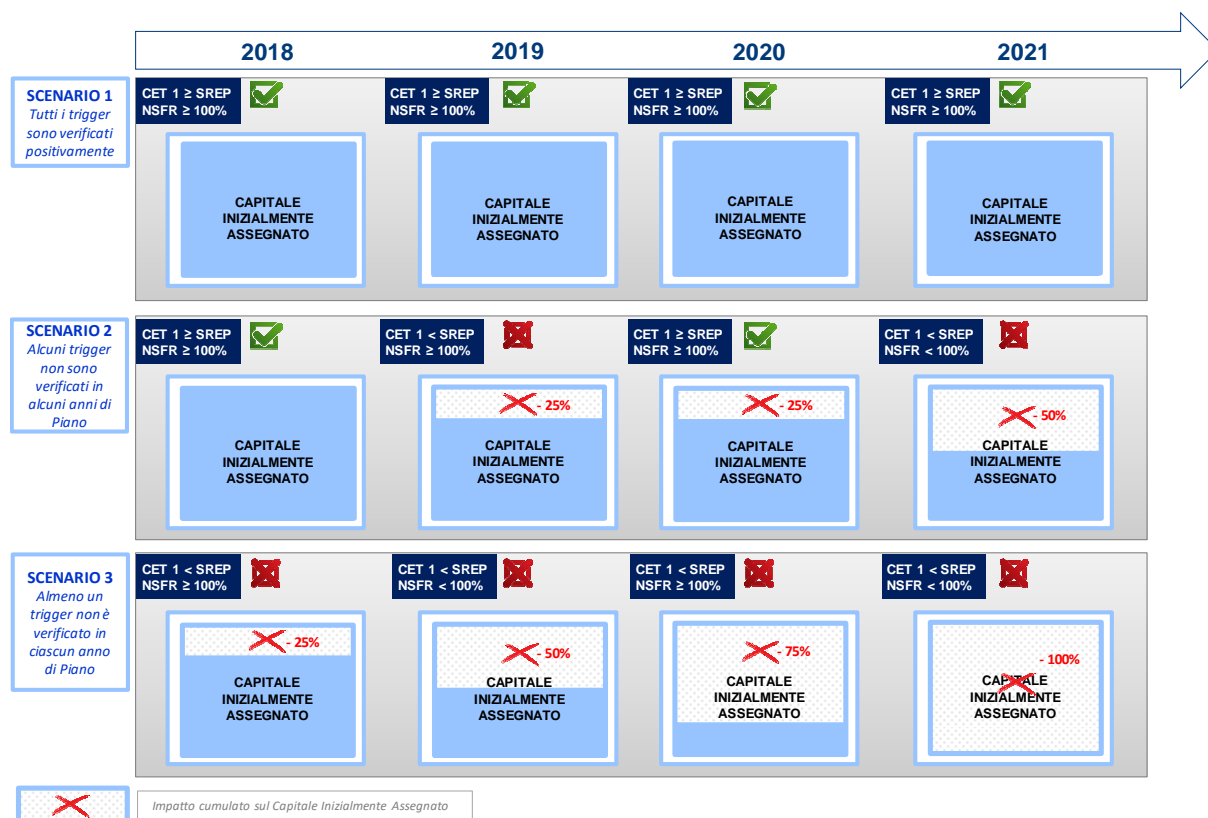 2018 2019 2020 2021
SCENARIO 1
Tutti i trigger
sono verificati
positivamente
CET 1 ≥ SREP
NSFR ≥ 100%
CET 1 ≥ SREP
NSFR ≥ 100%
CET 1 ≥ SREP
NSFR ≥ 100%
CET 1 ≥ SREP
NSFR ≥ 100%
CAPITALE
INIZIALMENTE
ASSEGNATO
CAPITALE
INIZIALMENTE
ASSEGNATO
CAPITALE
INIZIALMENTE
ASSEGNATO
CAPITALE
INIZIALMENTE
ASSEGNATO
SCENARIO 2
Alcuni trigger
non sono
verificati in
alcuni anni di
Piano
CET 1 ≥ SREP
NSFR ≥ 100%
CET 1 < SREP
NSFR ≥ 100%
CET 1 ≥ SREP
NSFR ≥ 100%
CET 1 < SREP
NSFR < 100%
CAPITALE
INIZIALMENTE
ASSEGNATO
- 25%
CAPITALE
INIZIALMENTE
ASSEGNATO
- 25%
CAPITALE
INIZIALMENTE
ASSEGNATO
- 50%
CAPITALE
INIZIALMENTE
ASSEGNATO
SCENARIO 3
Almeno un
trigger non è
verificato in
ciascun anno
di Piano
CET 1 < SREP
NSFR ≥ 100%
CET 1 < SREP
NSFR < 100%
CET 1 < SREP
NSFR ≥ 100%
CET 1 < SREP
NSFR < 100%
- 25%
CAPITALE
INIZIALMENTE
ASSEGNATO
- 50%
CAPITALE
INIZIALMENTE
ASSEGNATO
- 75%
CAPITALE
INIZIALMENTE
ASSEGNATO
- 100%
CAPITALE
INIZIALMENTE
ASSEGNATO
Impatto cumulato sul Capitale Inizialmente Assegnato